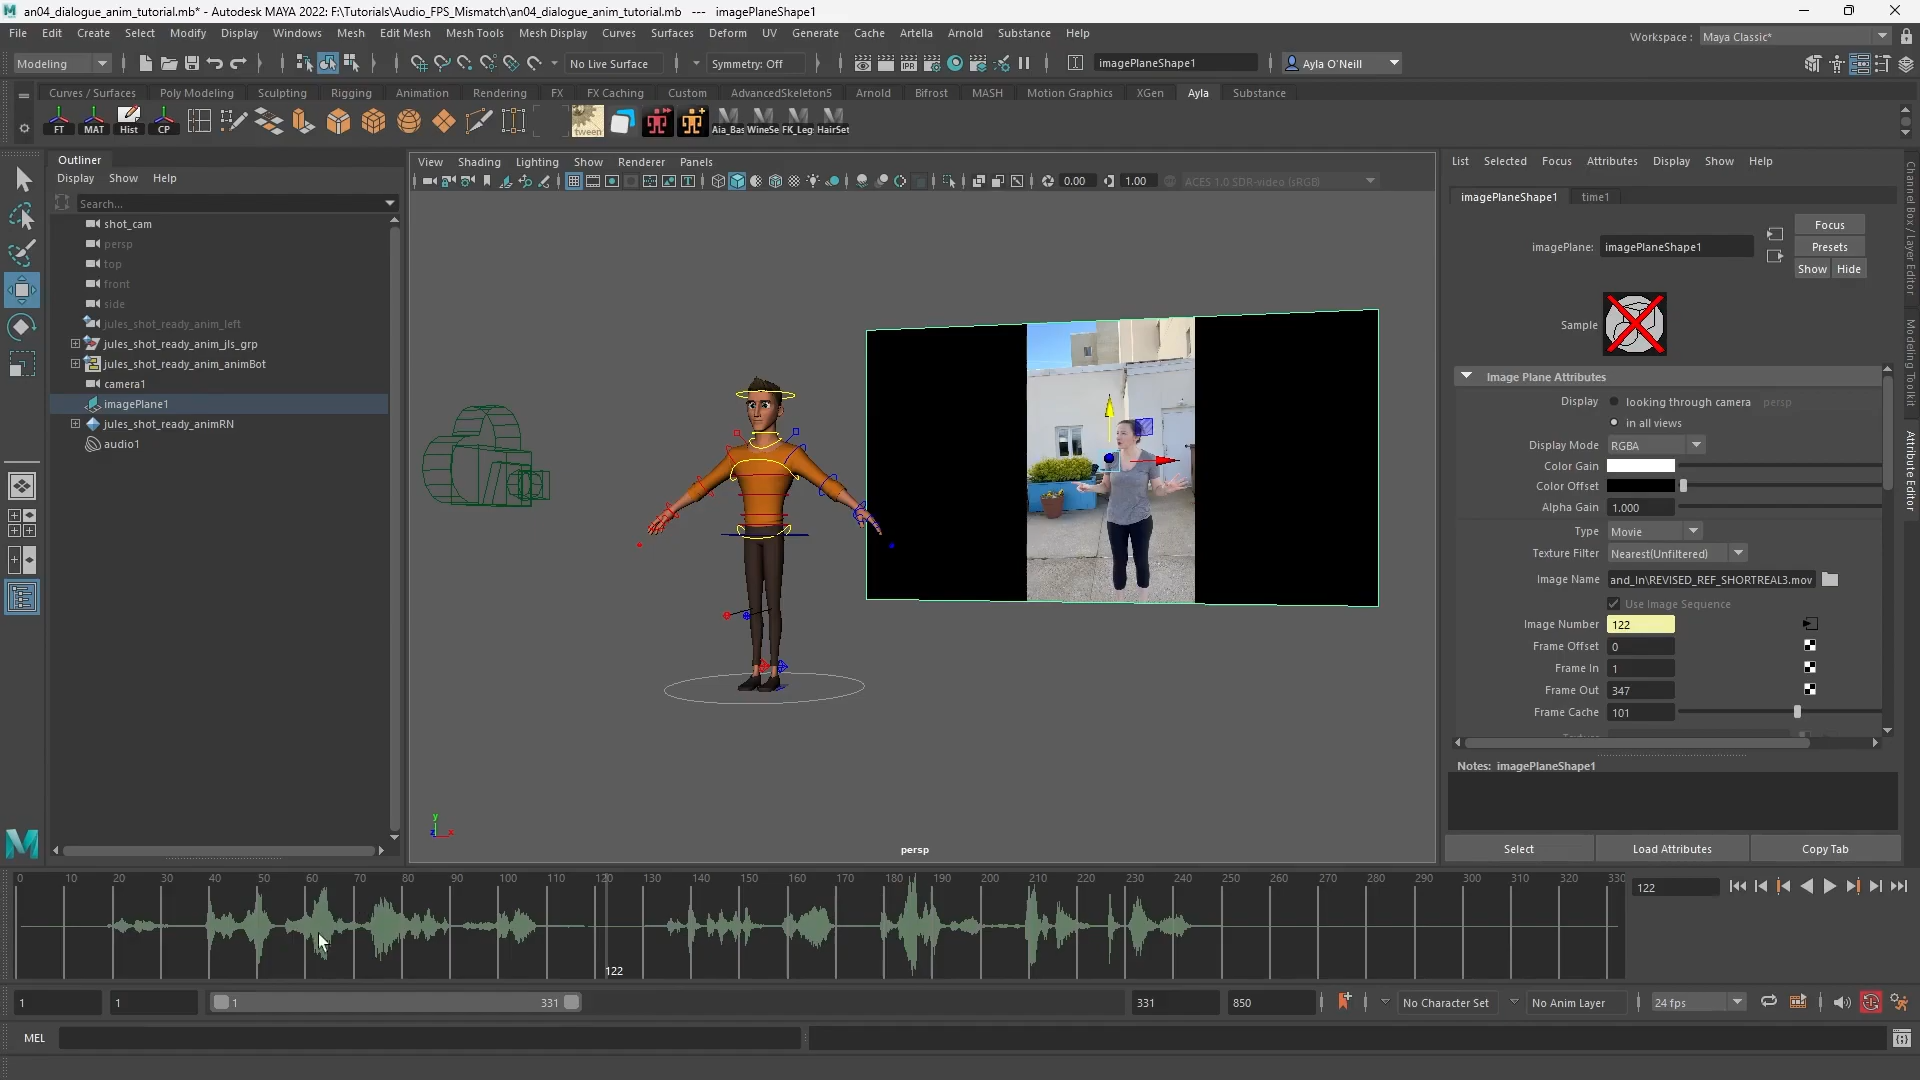 an04_dialogue_anim_tutorial.mb* - Autodesk MAYA 2022: F:\Tutorials\Audio_FPS_Mismatch\an04_dialogue_anim_tutorial.mb --- imagePlaneShape1
File Edit Create Select Modify Display Windows Mesh Edit Mesh Mesh Tools Mesh Display Curves Surfaces Deform UV Generate Cache Artella Arnold Substance Help
Workspace : Maya Classic*
Modeling No Live Surface Symmetry: Off IPR imagePlaneShape1 Ayla O'Neill
Curves / Surfaces Poly Modeling Sculpting Rigging Animation Rendering FX FX Caching Custom AdvancedSkeleton5 Arnold Bifrost MASH Motion Graphics XGen Ayla Substance
FT MAT Hist CP tween Aia_Bas WineSe FK_Leg HairSet
Outliner
Display Show Help
Search...
shot_cam
persp
top
front
side
jules_shot_ready_anim_left
jules_shot_ready_anim_jls_grp
jules_shot_ready_anim_animBot
camera1
imagePlane1
jules_shot_ready_animRN
audio1
View Shading Lighting Show Renderer Panels
0.00 1.00 ACES 1.0 SDR-video (sRGB)
y
z x
persp
List Selected Focus Attributes Display Show Help
imagePlaneShape1 time1
Focus
imagePlane: imagePlaneShape1
Presets
Show Hide
Sample
Image Plane Attributes
Display looking through camera persp
in all views
Display Mode RGBA
Color Gain
Color Offset
Alpha Gain 1.000
Type Movie
Texture Filter Nearest(Unfiltered)
Image Name and_In\REVISED_REF_SHORTREAL3.mov
Use Image Sequence
Image Number 122
Frame Offset 0
Frame In 1
Frame Out 347
Frame Cache 101
Notes: imagePlaneShape1
Select Load Attributes Copy Tab
Channel Box / Layer Editor
Modeling Toolkit
Attribute Editor
0 10 20 30 40 50 60 70 80 90 100 110 120 130 140 150 160 170 180 190 200 210 220 230 240 250 260 270 280 290 300 310 320 330
122
122
1 1 1 331 331 850 No Character Set No Anim Layer 24 fps
MEL